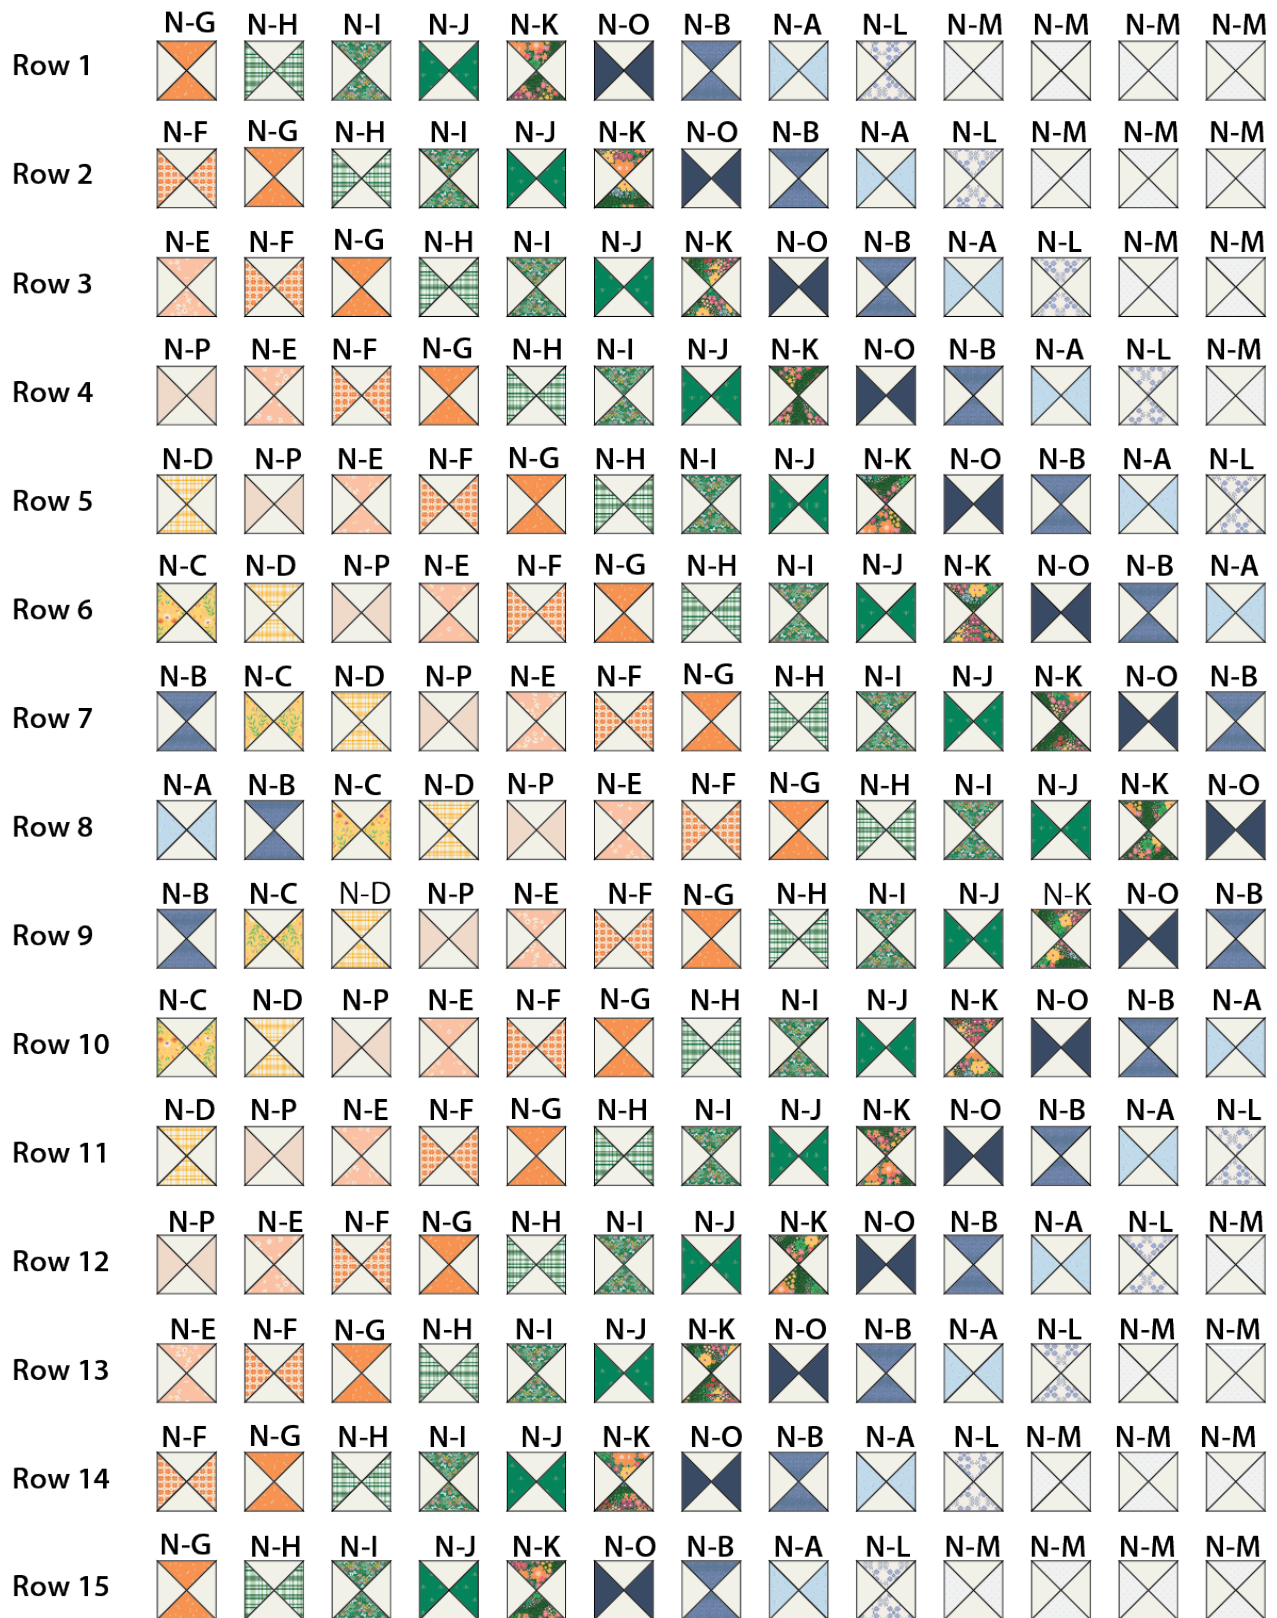 N-G N-H N-I N-J N-K N-O N-B N-A N-L N-M N-M N-M N-M
Row 1
N-F N-G N-H N-I N-J N-K N-O N-B N-A N-L N-M N-M N-M
Row 2
N-E N-F N-G N-H N-I N-J N-K N-O N-B N-A N-L N-M N-M
Row 3
N-P N-E N-F N-G N-H N-I N-J N-K N-O N-B N-A N-L N-M
Row 4
N-D N-P N-E N-F N-G N-H N-I N-J N-K N-O N-B N-A N-L
Row 5
N-C N-D N-P N-E N-F N-G N-H N-I N-J N-K N-O N-B N-A
Row 6
N-B N-C N-D N-P N-E N-F N-G N-H N-I N-J N-K N-O N-B
Row 7
N-A N-B N-C N-D N-P N-E N-F N-G N-H N-I N-J N-K N-O
Row 8
N-B N-C N-D N-P N-E N-F N-G N-H N-I N-J N-K N-O N-B
Row 9
N-C N-D N-P N-E N-F N-G N-H N-I N-J N-K N-O N-B N-A
Row 10
N-D N-P N-E N-F N-G N-H N-I N-J N-K N-O N-B N-A N-L
Row 11
N-P N-E N-F N-G N-H N-I N-J N-K N-O N-B N-A N-L N-M
Row 12
N-E N-F N-G N-H N-I N-J N-K N-O N-B N-A N-L N-M N-M
Row 13
N-F N-G N-H N-I N-J N-K N-O N-B N-A N-L N-M N-M N-M
Row 14
N-G N-H N-I N-J N-K N-O N-B N-A N-L N-M N-M N-M N-M
Row 15